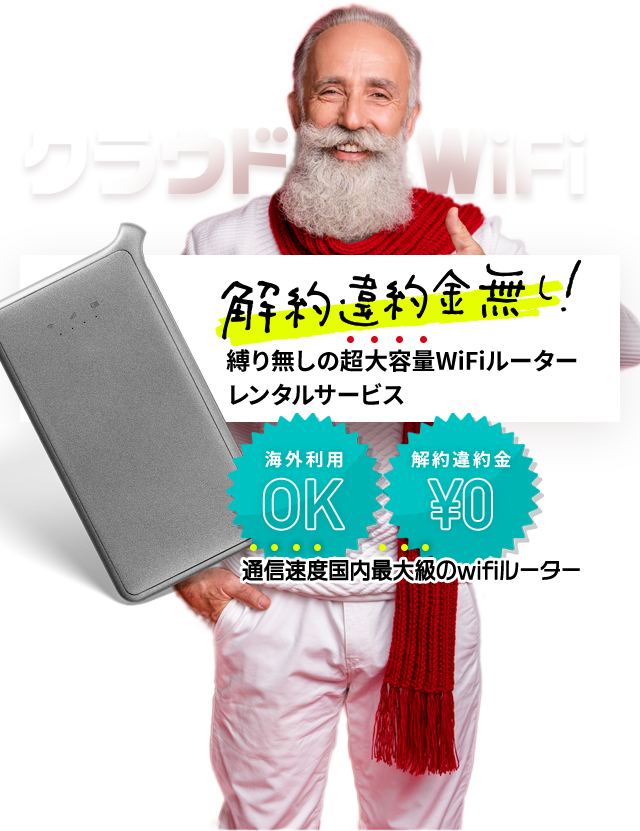 クラウド WiFi
解約違約金無し!
縛り無しの超大容量WiFiルーター
レンタルサービス
海外利用
OK
解約違約金
¥0
通信速度国内最大級のwifiルーター